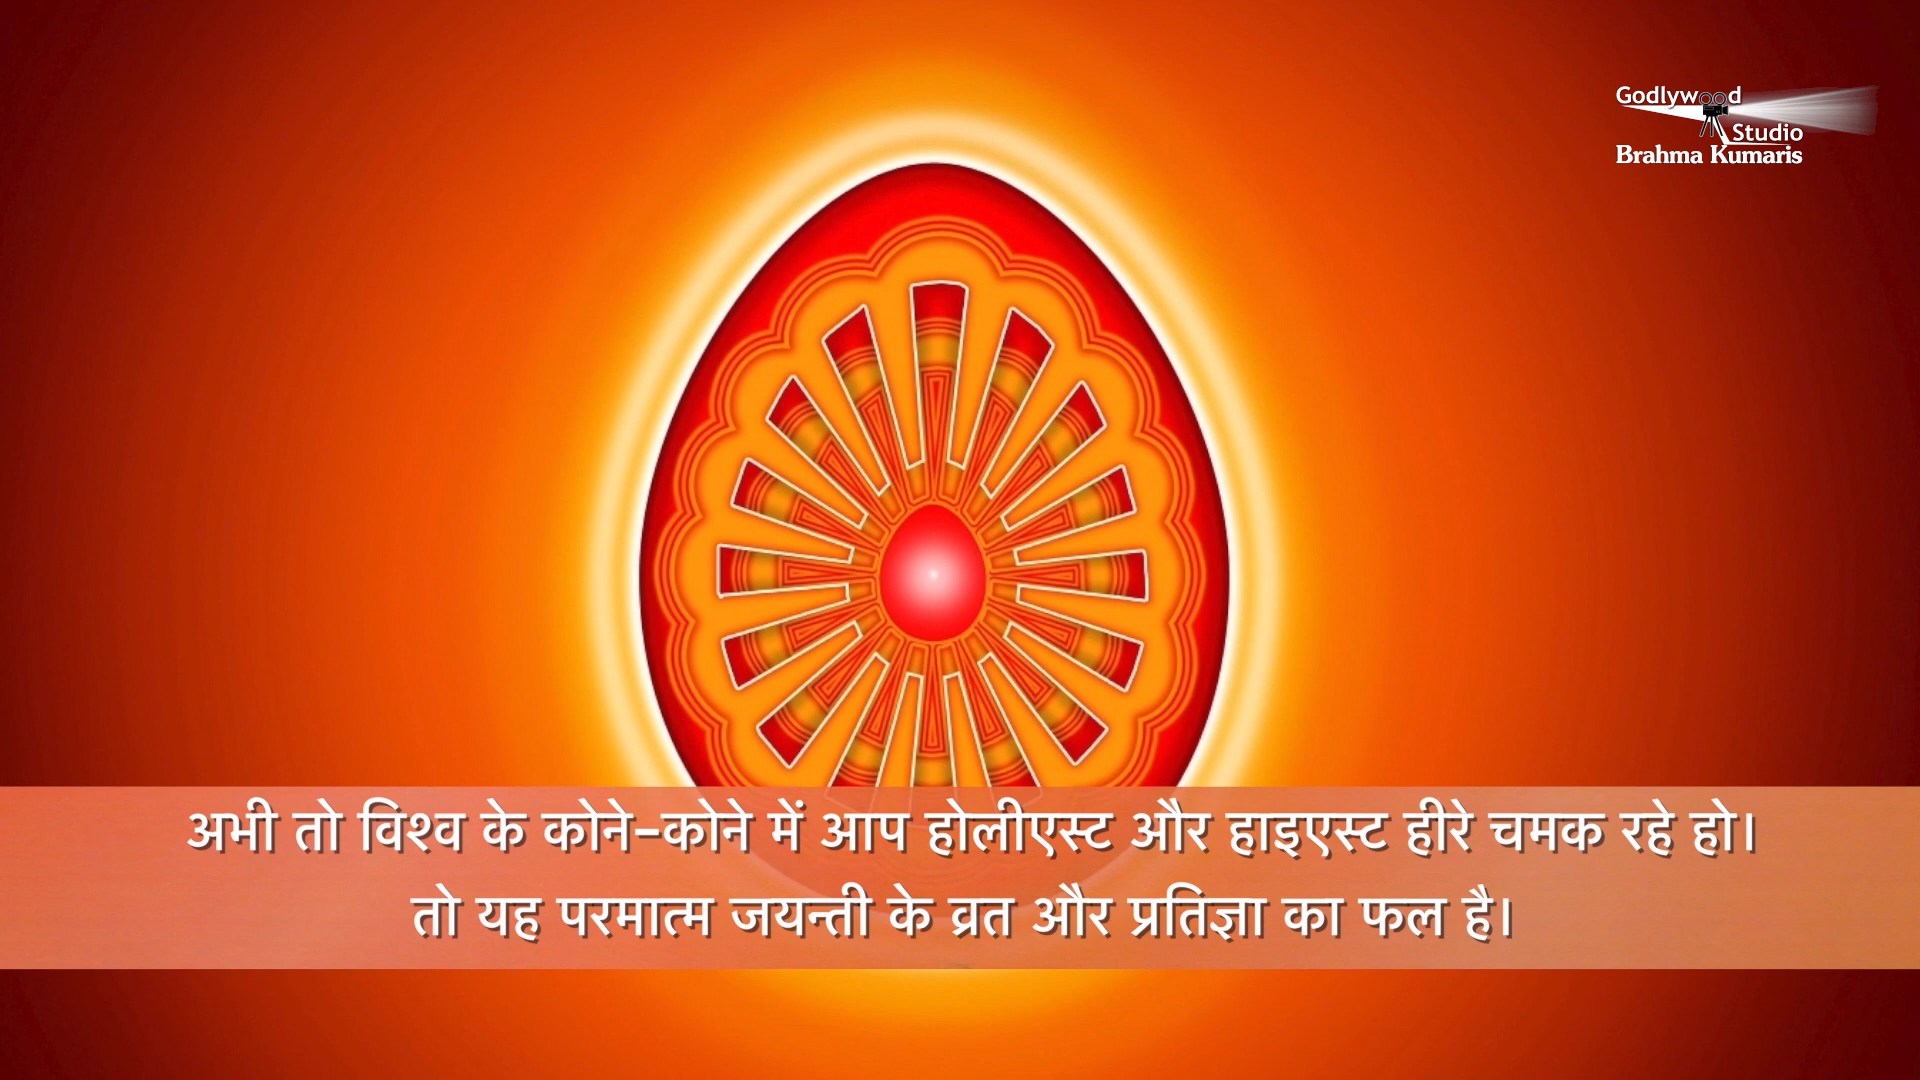 Godlywood
Studio
Brahma Kumaris
अभी तो विश्व के कोने-कोने में आप होलीएस्ट और हाइएस्ट हीरे चमक रहे हो।
तो यह परमात्म जयन्ती के व्रत और प्रतिज्ञा का फल है।